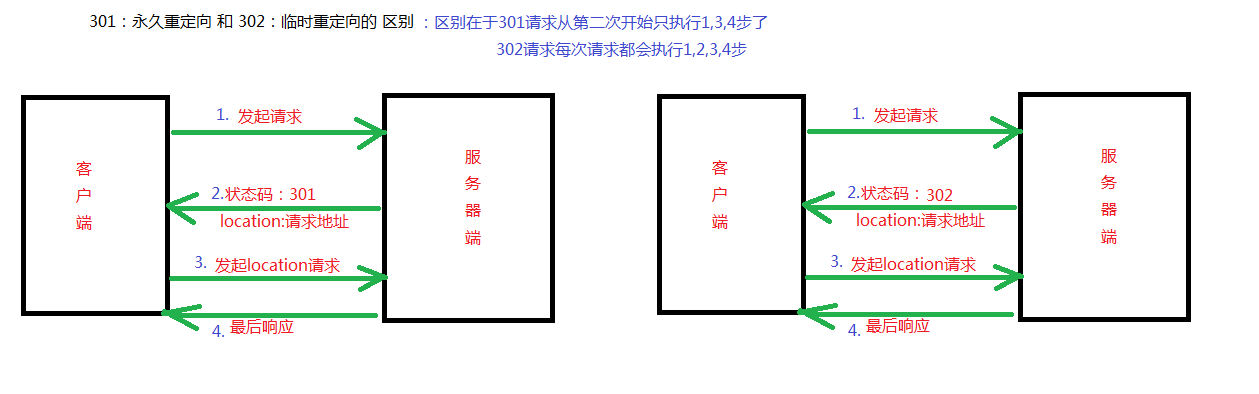 301：永久重定向 和 302：临时重定向的 区别 ：区别在于301请求从第二次开始只执行1,3,4步了
302请求每次请求都会执行1,2,3,4步
客户端
1. 发起请求
2.状态码：301
location:请求地址
3. 发起location请求
4. 最后响应
服务器端
客户端
1. 发起请求
2.状态码：302
location:请求地址
3. 发起location请求
4. 最后响应
服务器端